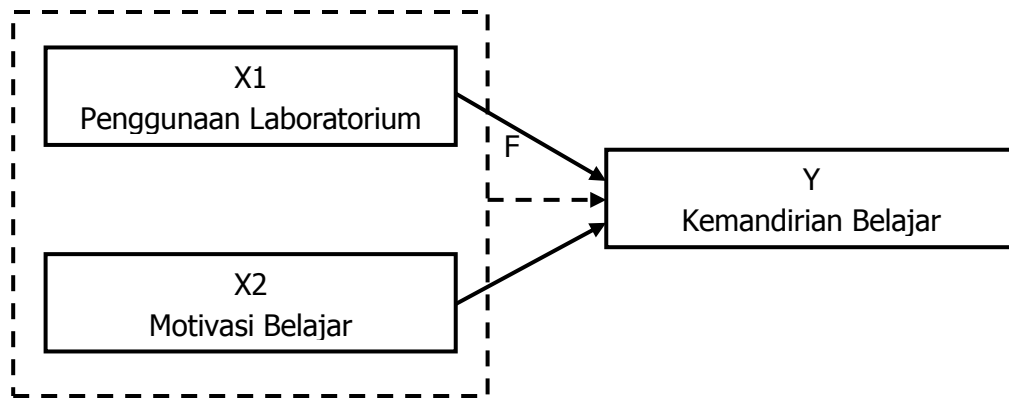 X1
Penggunaan Laboratorium
F
Y
Kemandirian Belajar
X2
Motivasi Belajar